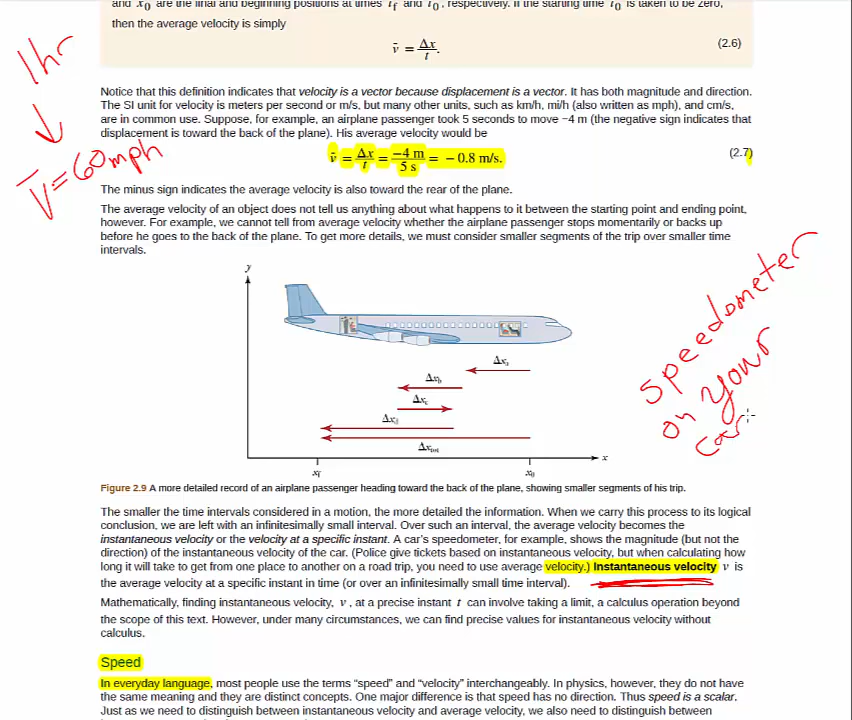 and x₀ are the final and beginning positions at times t_f and t₀, respectively. If the starting time t₀ is taken to be zero,
then the average velocity is simply
v̄ = Δx/t.
(2.6)
1hr
↓
V̄=60mph
Notice that this definition indicates that velocity is a vector because displacement is a vector. It has both magnitude and direction.
The SI unit for velocity is meters per second or m/s, but many other units, such as km/h, mi/h (also written as mph), and cm/s,
are in common use. Suppose, for example, an airplane passenger took 5 seconds to move −4 m (the negative sign indicates that
displacement is toward the back of the plane). His average velocity would be
v̄ = Δx/t = −4 m/5 s = − 0.8 m/s.
(2.7)
The minus sign indicates the average velocity is also toward the rear of the plane.
The average velocity of an object does not tell us anything about what happens to it between the starting point and ending point,
however. For example, we cannot tell from average velocity whether the airplane passenger stops momentarily or backs up
before he goes to the back of the plane. To get more details, we must consider smaller segments of the trip over smaller time
intervals.
y
Δxₐ
Δx_b
Δx_c
Δx_d
Δx_tot
x
x_f
x₀
speedometer
on your
car
Figure 2.9 A more detailed record of an airplane passenger heading toward the back of the plane, showing smaller segments of his trip.
The smaller the time intervals considered in a motion, the more detailed the information. When we carry this process to its logical
conclusion, we are left with an infinitesimally small interval. Over such an interval, the average velocity becomes the
instantaneous velocity or the velocity at a specific instant. A car's speedometer, for example, shows the magnitude (but not the
direction) of the instantaneous velocity of the car. (Police give tickets based on instantaneous velocity, but when calculating how
long it will take to get from one place to another on a road trip, you need to use average velocity.) Instantaneous velocity v is
the average velocity at a specific instant in time (or over an infinitesimally small time interval).
Mathematically, finding instantaneous velocity, v, at a precise instant t can involve taking a limit, a calculus operation beyond
the scope of this text. However, under many circumstances, we can find precise values for instantaneous velocity without
calculus.
Speed
In everyday language, most people use the terms "speed" and "velocity" interchangeably. In physics, however, they do not have
the same meaning and they are distinct concepts. One major difference is that speed has no direction. Thus speed is a scalar.
Just as we need to distinguish between instantaneous velocity and average velocity, we also need to distinguish between